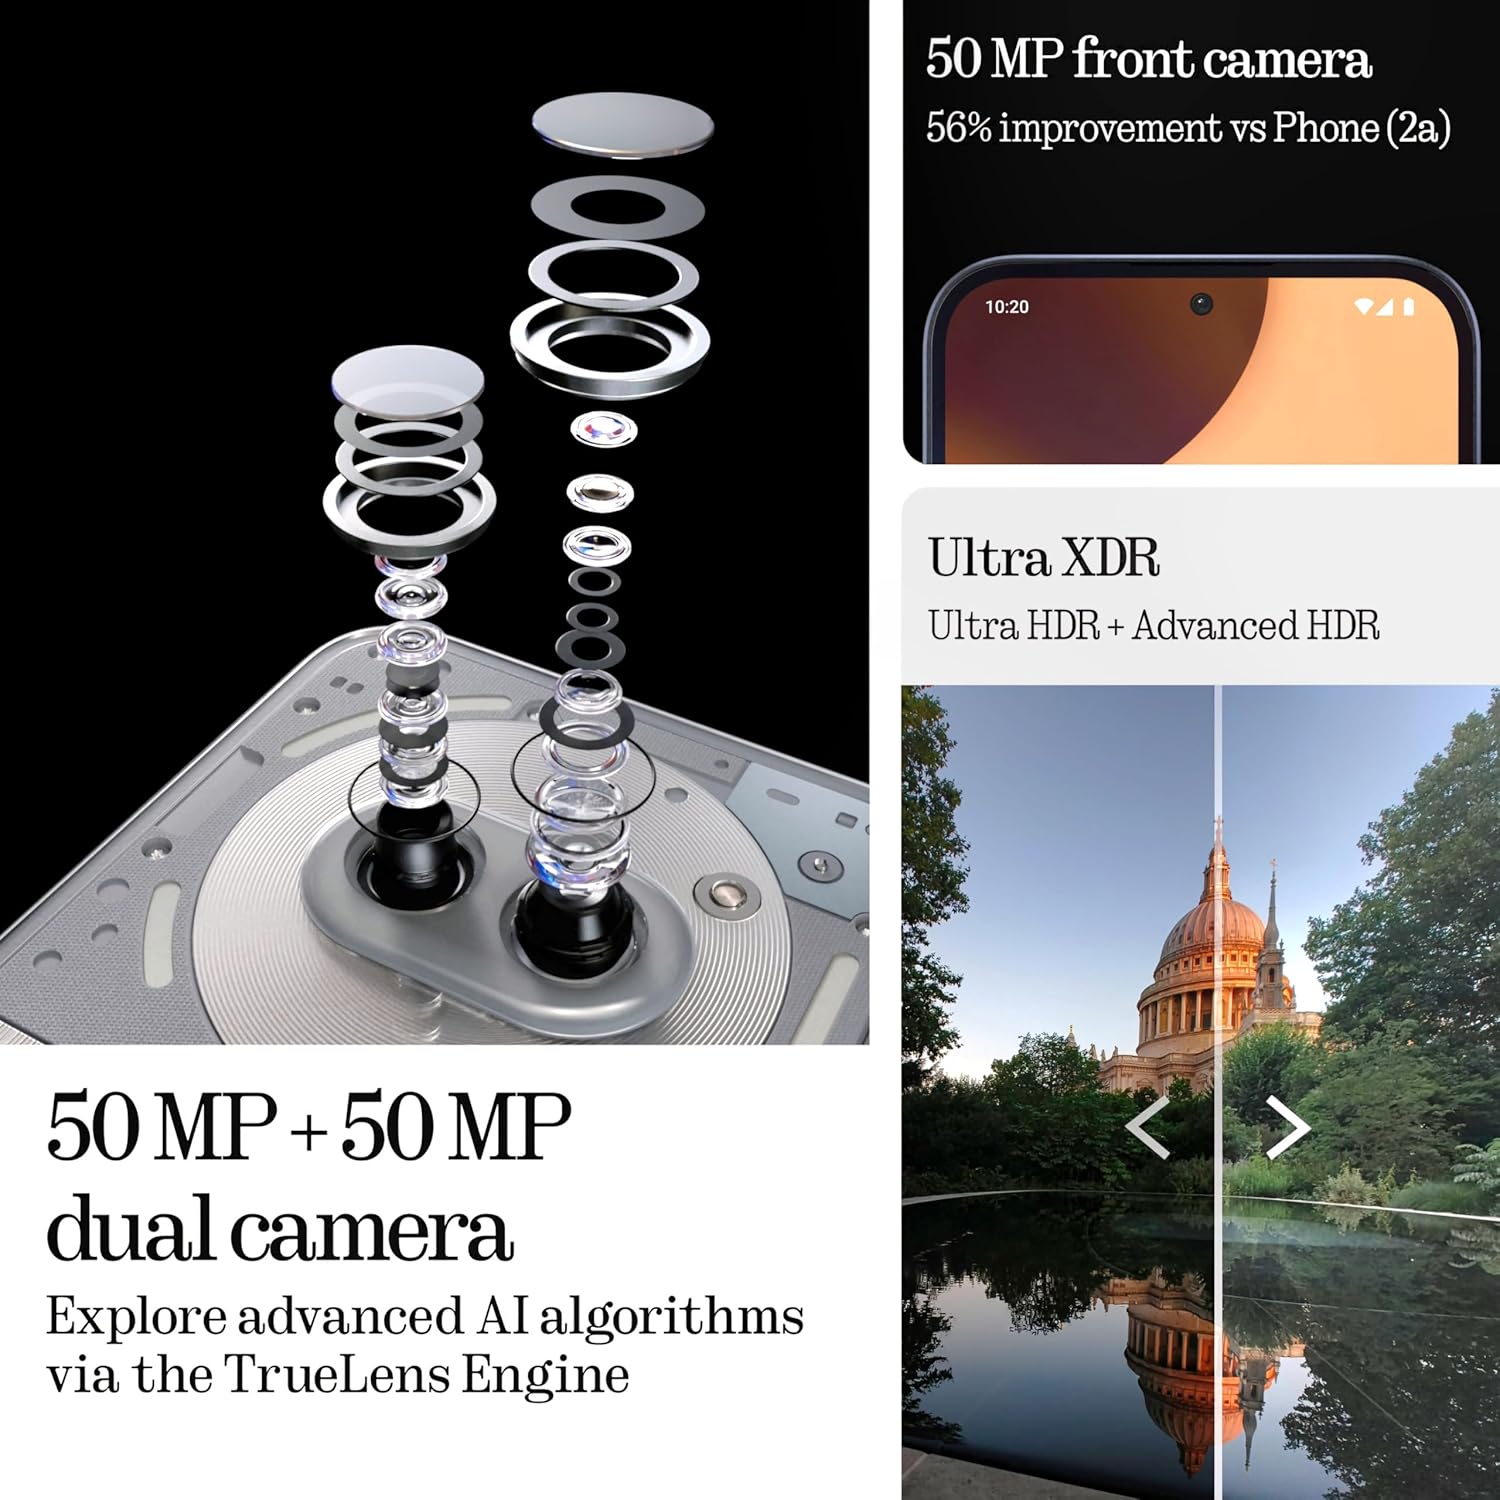 50 MP + 50 MP
dual camera
Explore advanced AI algorithms
via the TrueLens Engine
50 MP front camera
56% improvement vs Phone (2a)
10:20
Ultra XDR
Ultra HDR + Advanced HDR